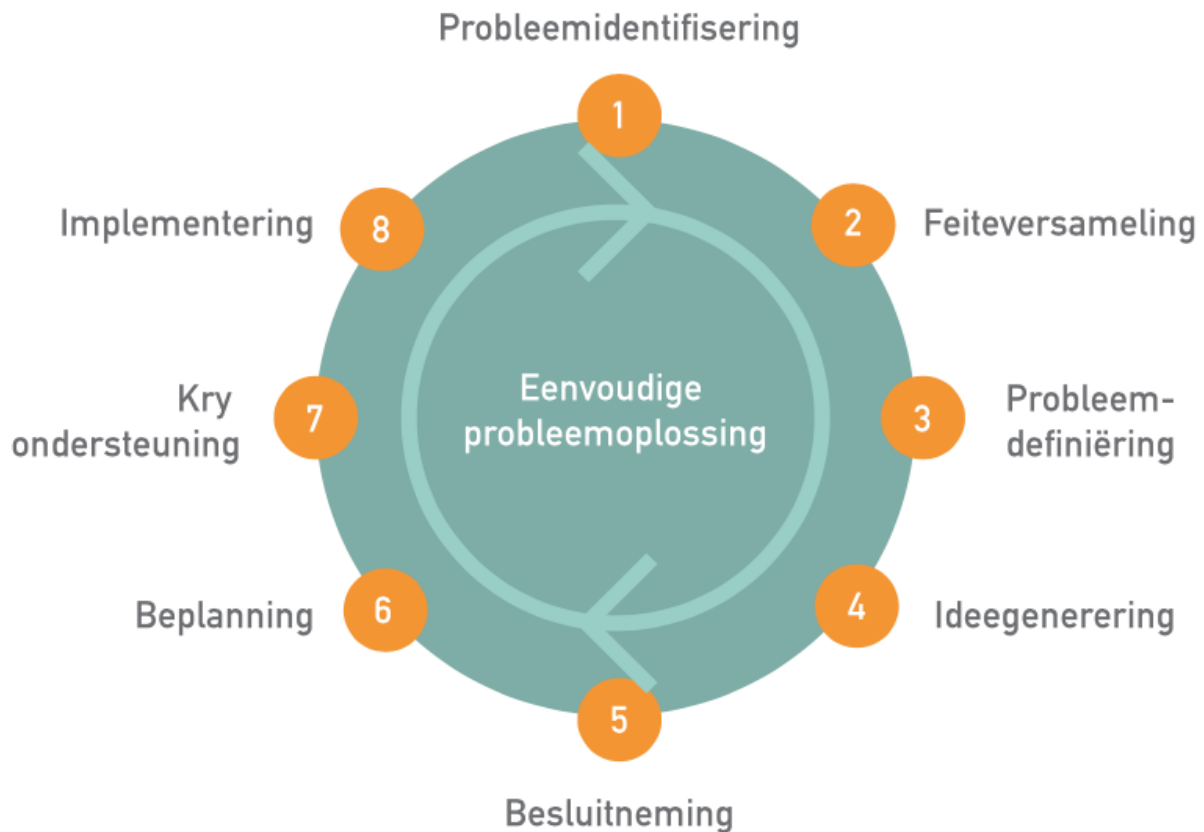 Probleemidentifisering
1
2
Feiteversameling
3
Probleem-
definiëring
4
Ideegenerering
5
Besluitneming
6
Beplanning
7
Kry
ondersteuning
8
Implementering
Eenvoudige
probleemoplossing